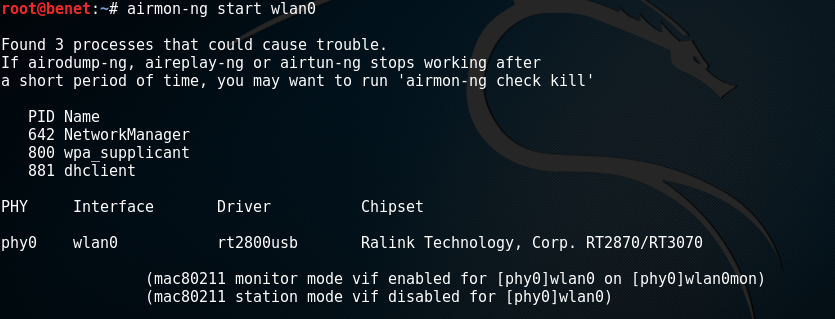 root@benet:~# airmon-ng start wlan0
Found 3 processes that could cause trouble.
If airodump-ng, aireplay-ng or airtun-ng stops working after
a short period of time, you may want to run 'airmon-ng check kill'
PID Name
642 NetworkManager
800 wpa_supplicant
881 dhclient
PHY Interface Driver Chipset
phy0 wlan0 rt2800usb Ralink Technology, Corp. RT2870/RT3070
(mac80211 monitor mode vif enabled for [phy0]wlan0 on [phy0]wlan0mon)
(mac80211 station mode vif disabled for [phy0]wlan0)